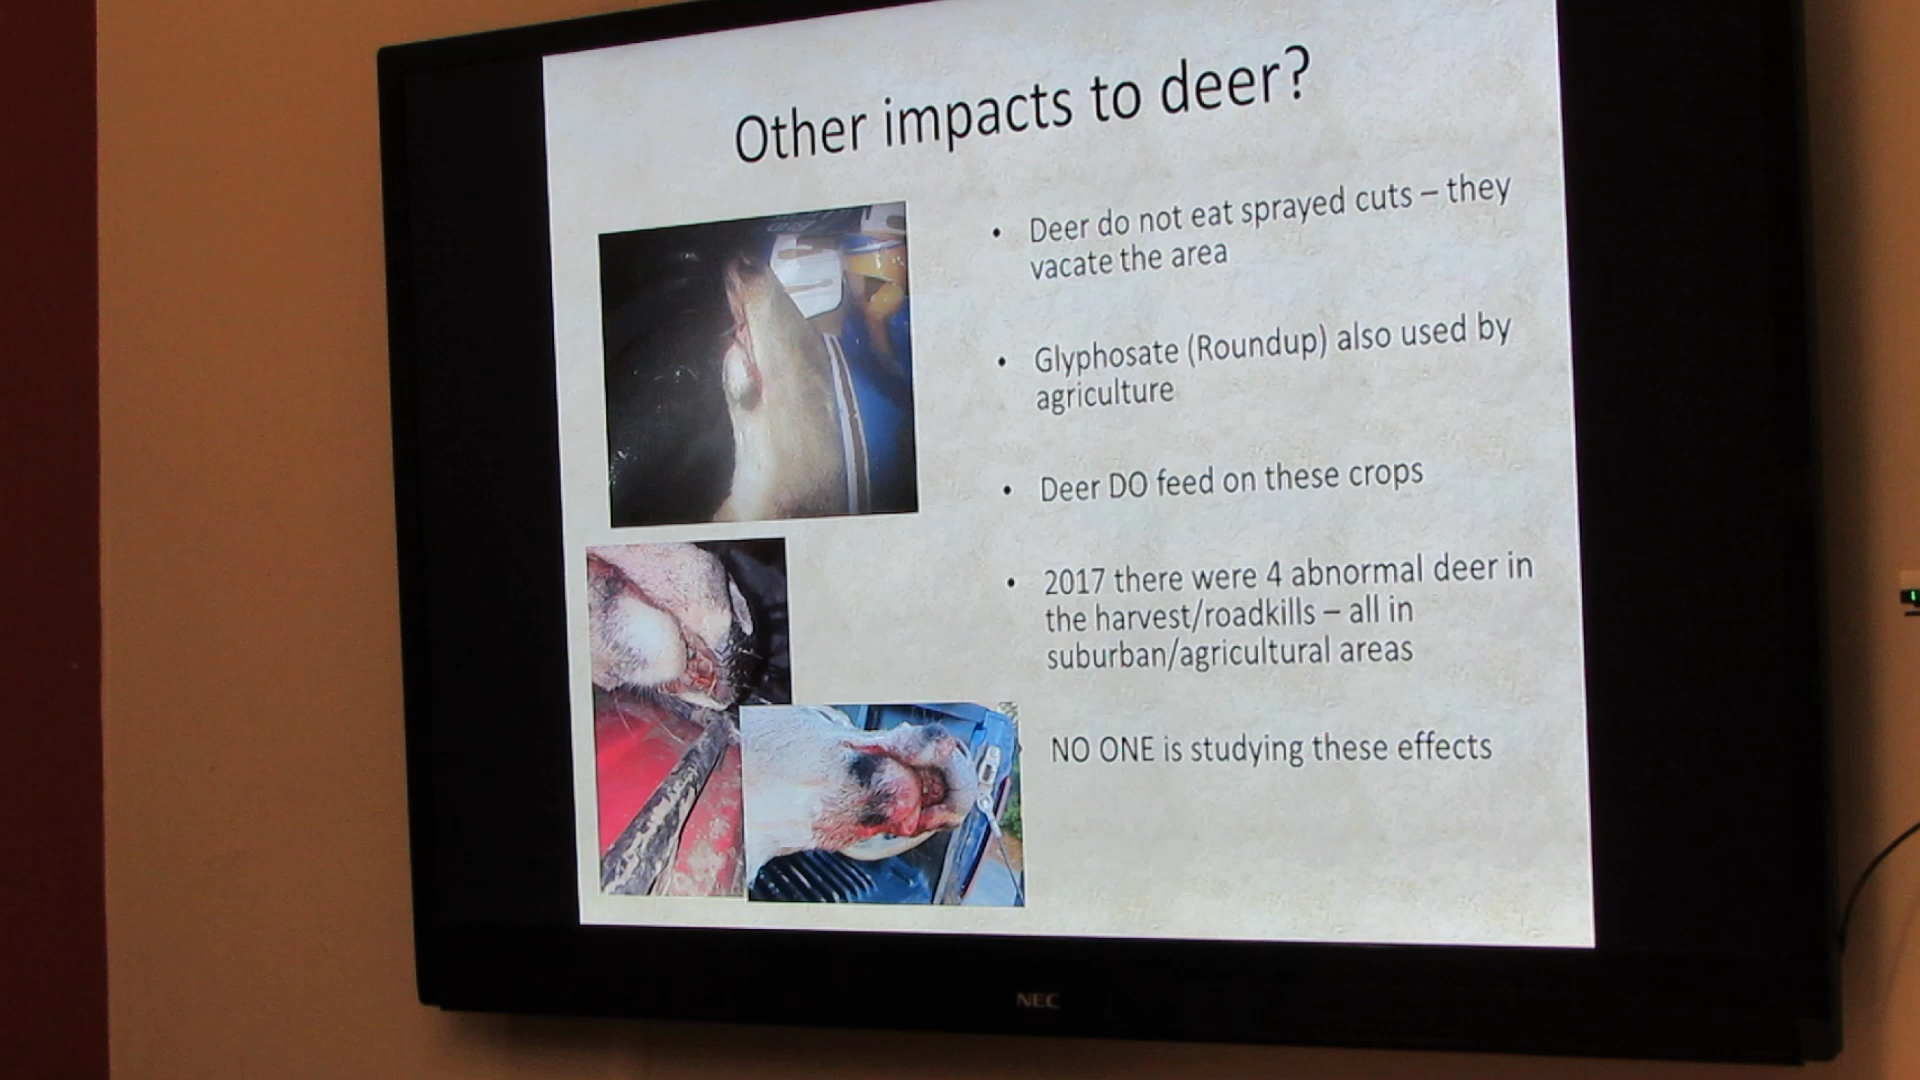 Other impacts to deer?
• Deer do not eat sprayed cuts – they
vacate the area
• Glyphosate (Roundup) also used by
agriculture
• Deer DO feed on these crops
• 2017 there were 4 abnormal deer in
the harvest/roadkills – all in
suburban/agricultural areas
NO ONE is studying these effects
NEC